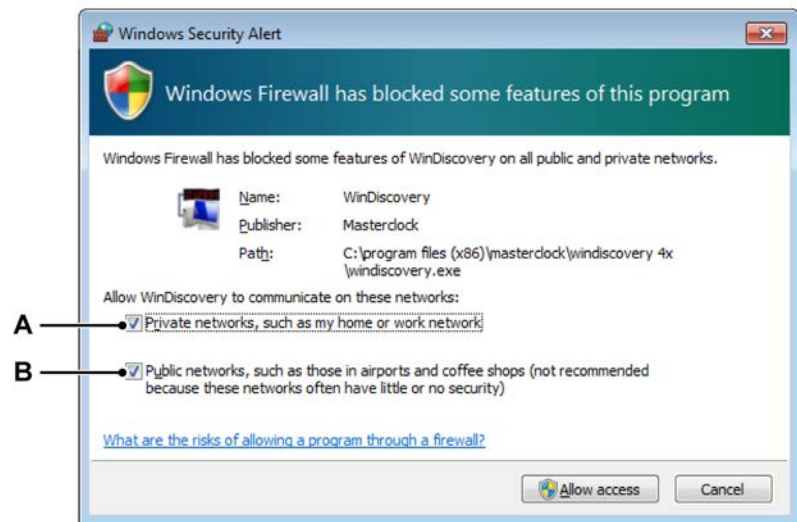 Windows Security Alert
Windows Firewall has blocked some features of this program
Windows Firewall has blocked some features of WinDiscovery on all public and private networks.
Name: WinDiscovery
Publisher: Masterclock
Path: C:\program files (x86)\masterclock\windiscovery 4x
\windiscovery.exe
Allow WinDiscovery to communicate on these networks:
A Private networks, such as my home or work network
B Public networks, such as those in airports and coffee shops (not recommended
because these networks often have little or no security)
What are the risks of allowing a program through a firewall?
Allow access Cancel